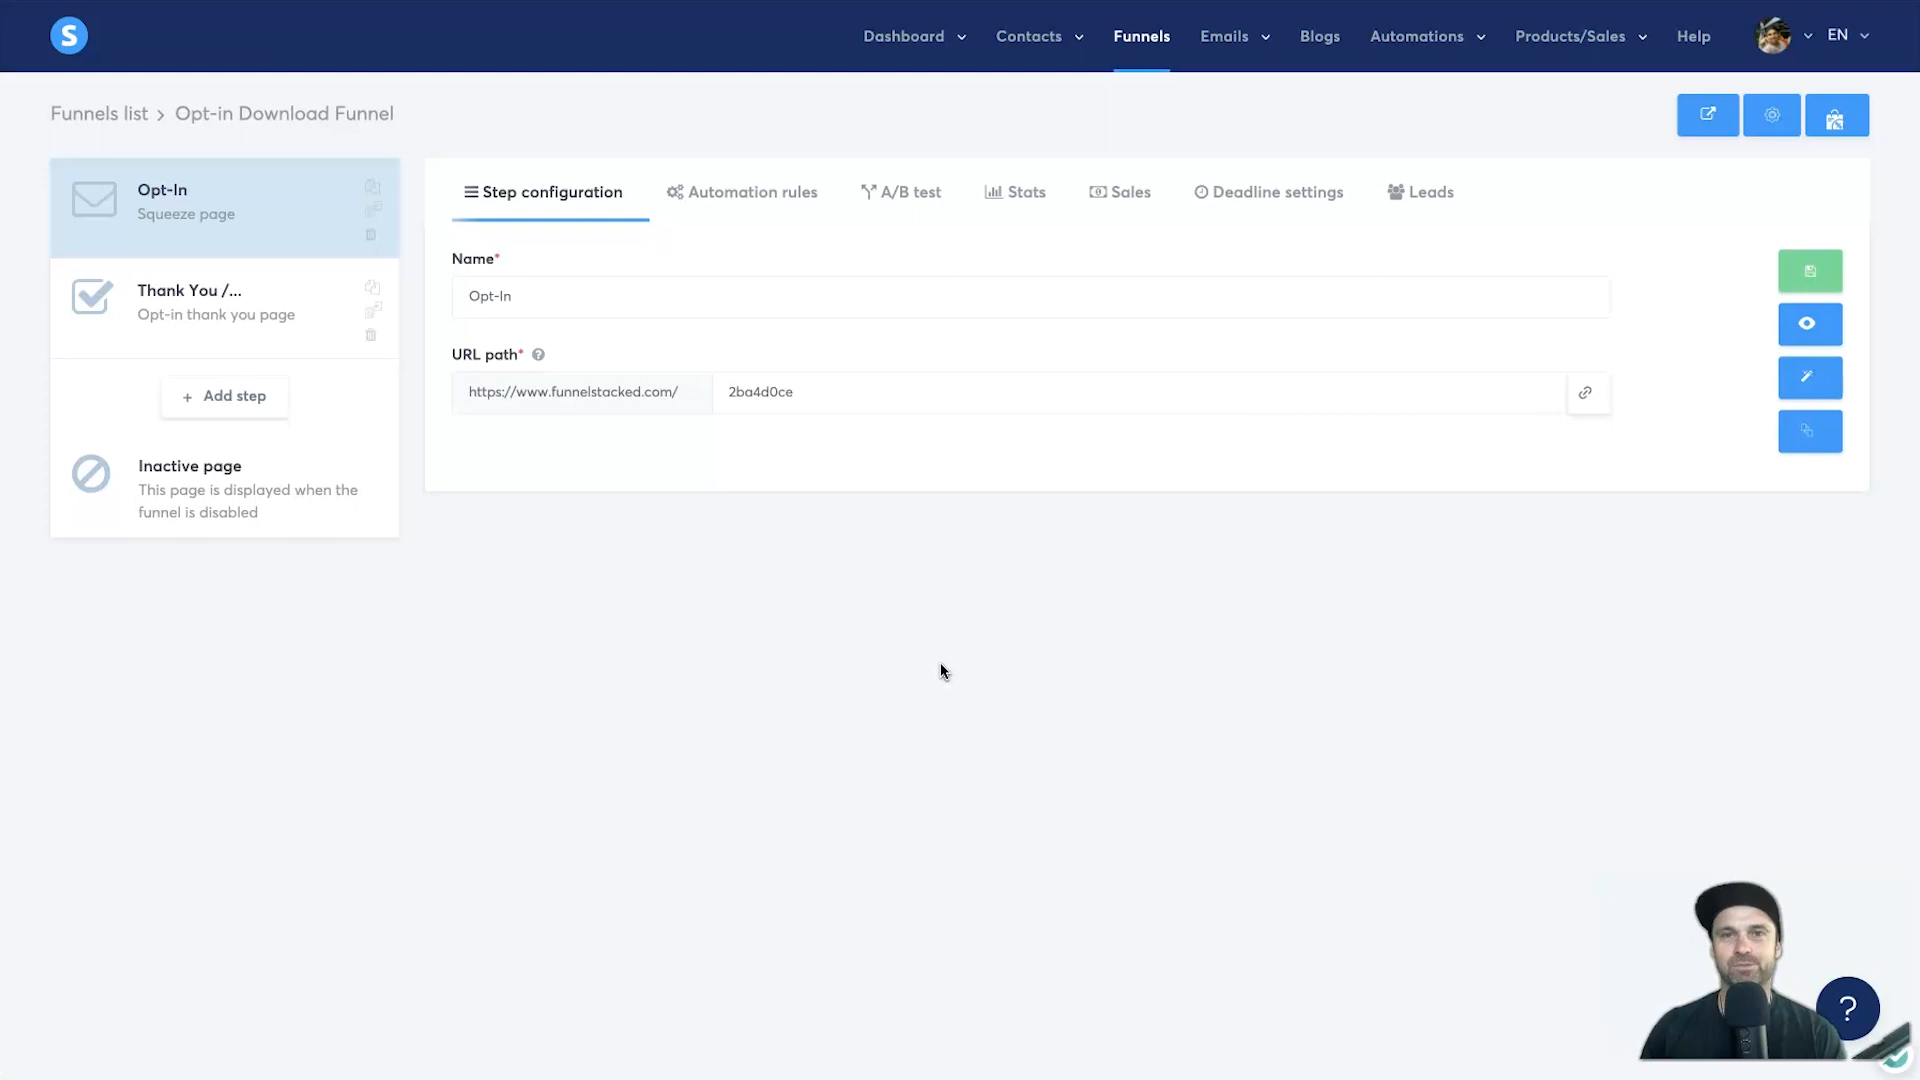 S
Dashboard
Contacts
Funnels
Emails
Blogs
Automations
Products/Sales
Help
EN
Funnels list > Opt-in Download Funnel
Opt-In
Squeeze page
Thank You /...
Opt-in thank you page
+ Add step
Inactive page
This page is displayed when the
funnel is disabled
Step configuration
Automation rules
A/B test
Stats
Sales
Deadline settings
Leads
Name*
Opt-In
URL path* ?
https://www.funnelstacked.com/
2ba4d0ce
?